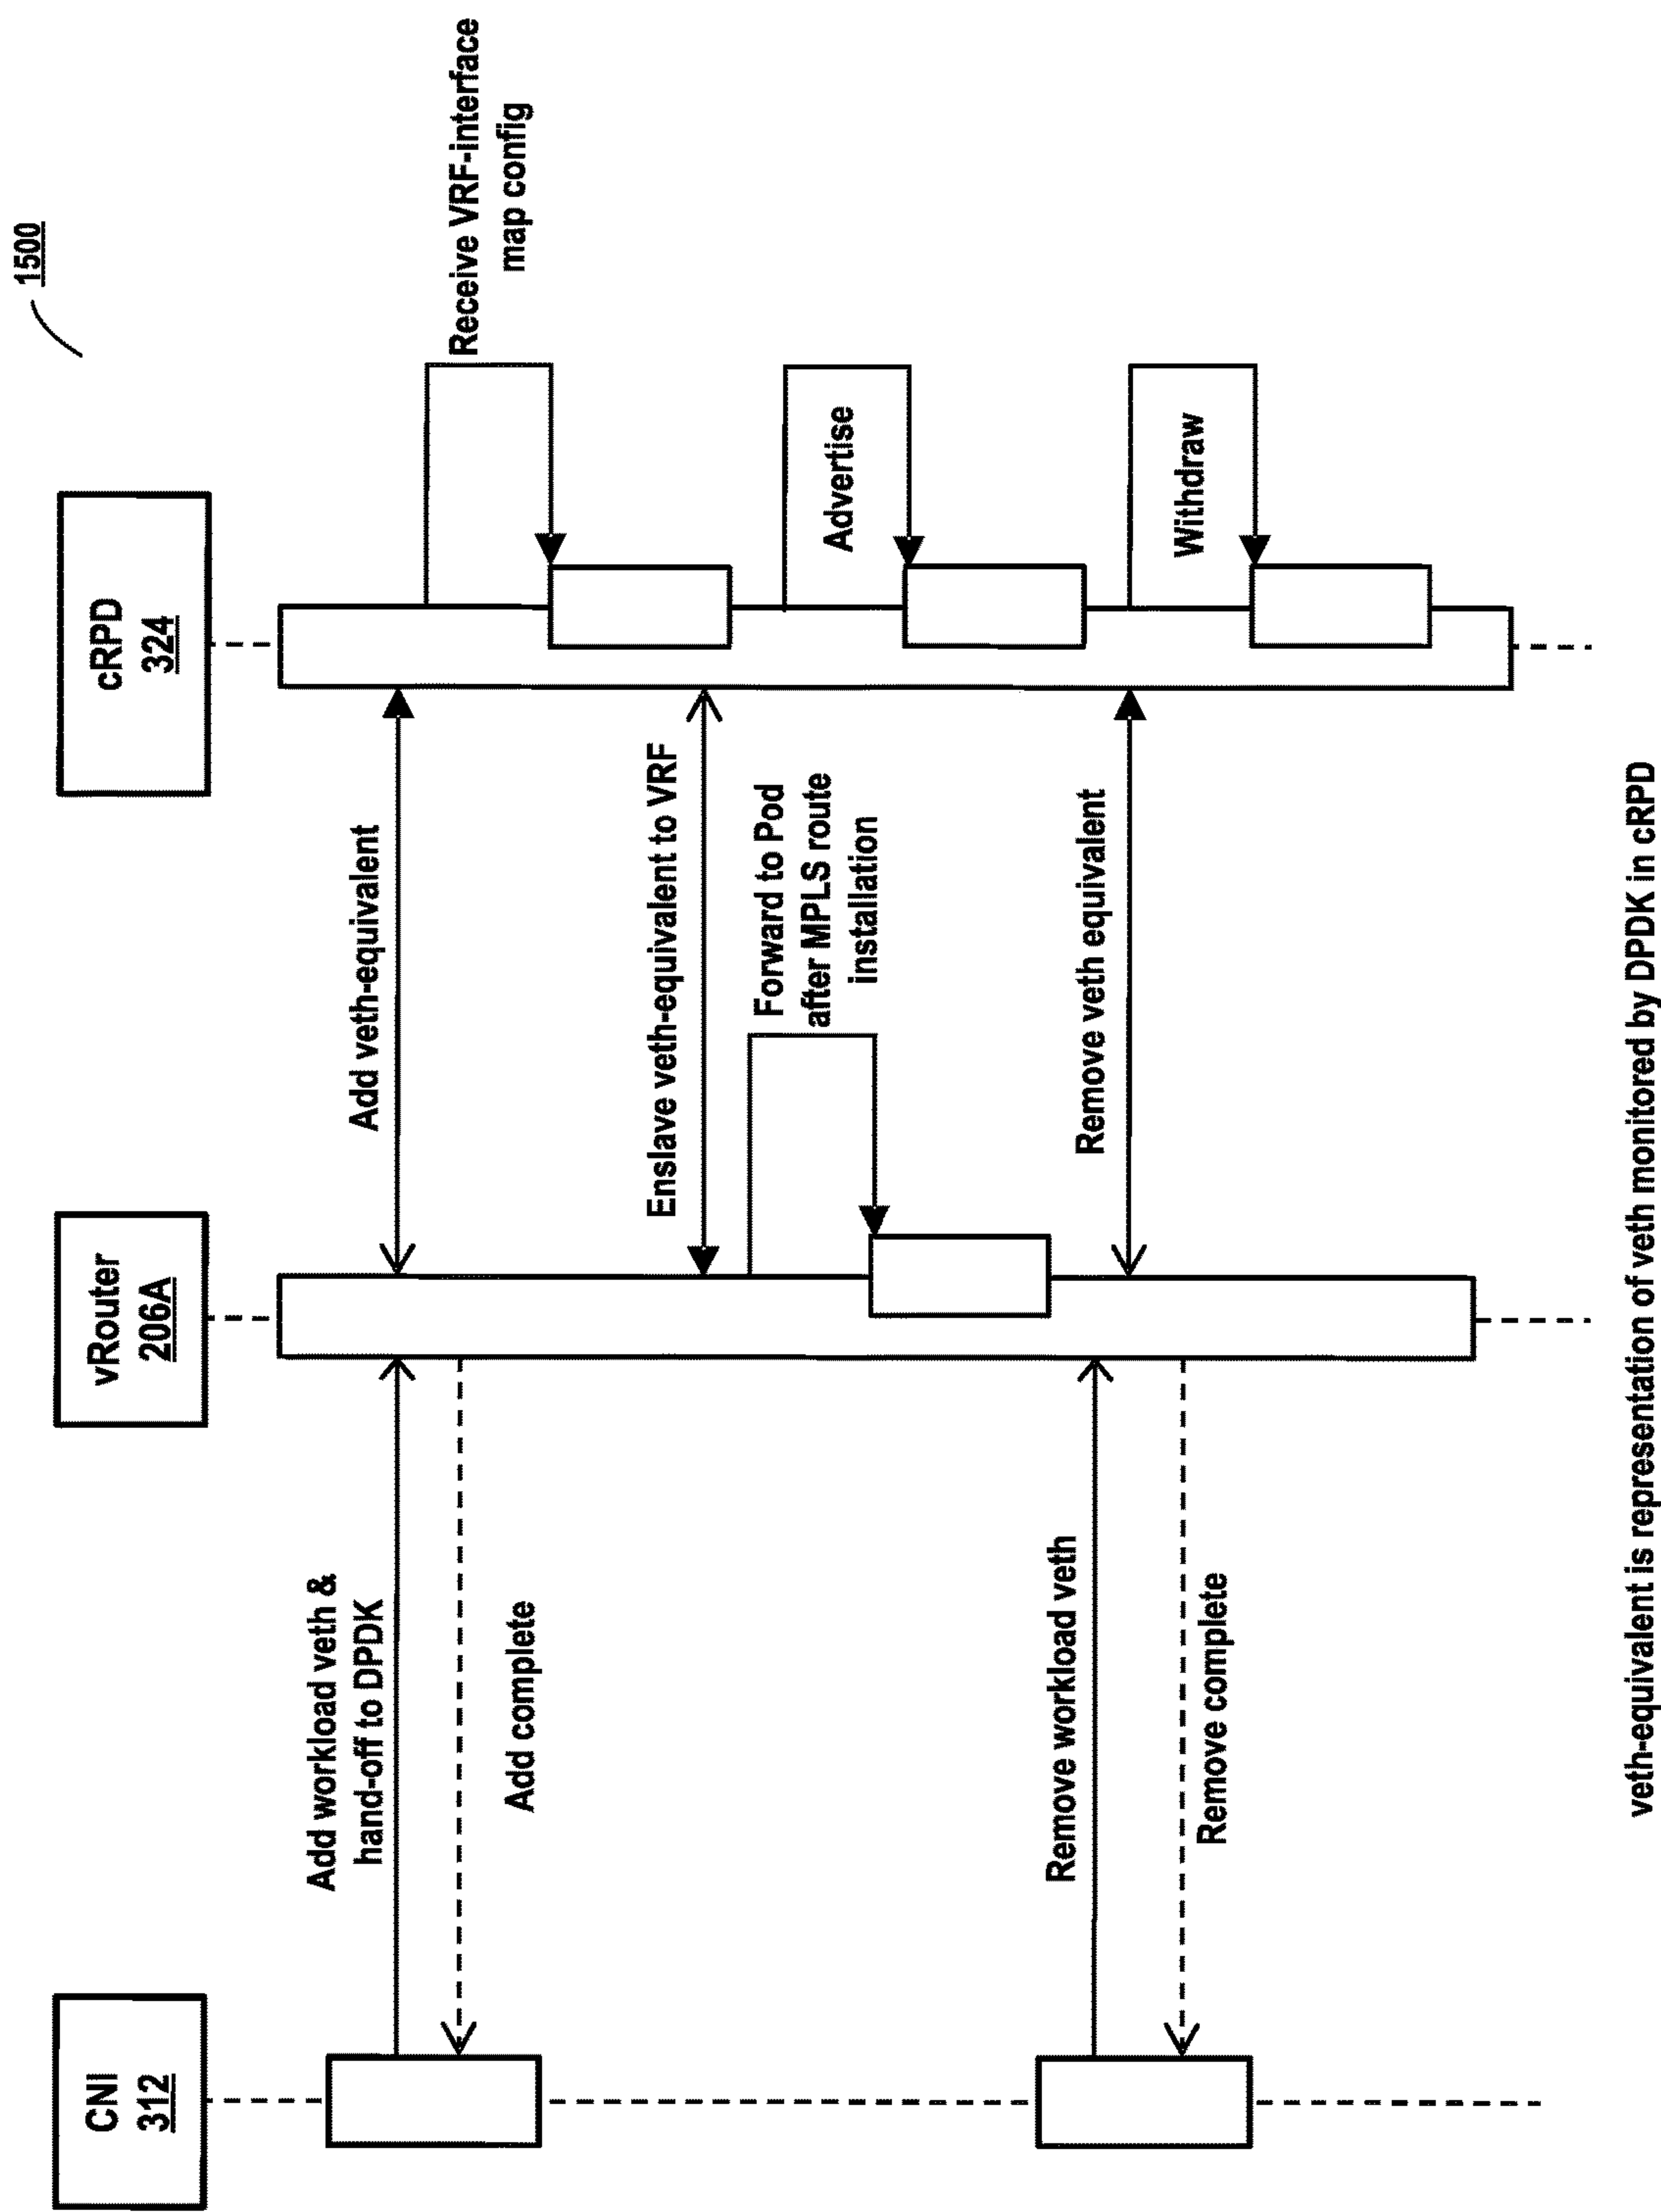 1500
CNI
312
vRouter
206A
cRPD
324
Add workload veth &
hand-off to DPDK
Add veth-equivalent
Receive VRF-interface
map config
Add complete
Enslave veth-equivalent to VRF
Forward to Pod
after MPLS route
installation
Advertise
Remove workload veth
Remove veth equivalent
Withdraw
Remove complete
veth-equivalent is representation of veth monitored by DPDK in cRPD